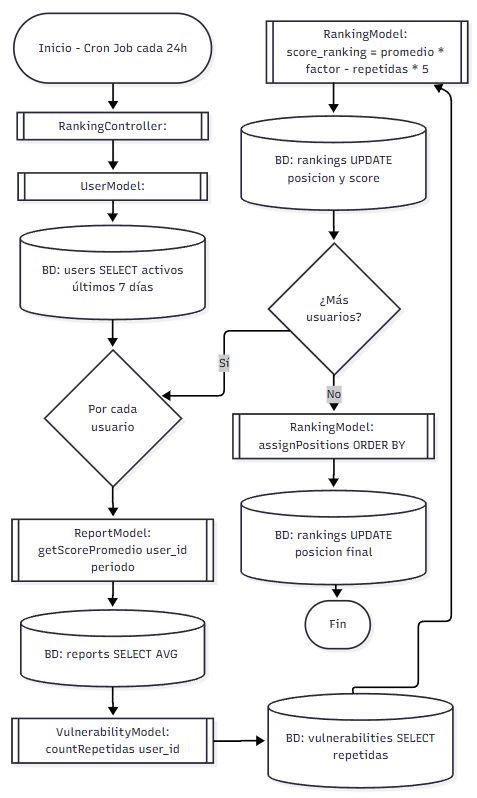 Inicio - Cron Job cada 24h
RankingController:
UserModel:
BD: users SELECT activos
últimos 7 días
Por cada
usuario
ReportModel:
getScorePromedio user_id
periodo
BD: reports SELECT AVG
VulnerabilityModel:
countRepetidas user_id
BD: vulnerabilities SELECT
repetidas
RankingModel:
score_ranking = promedio *
factor - repetidas * 5
BD: rankings UPDATE
posicion y score
¿Más
usuarios?
Sí
No
RankingModel:
assignPositions ORDER BY
BD: rankings UPDATE
posicion final
Fin